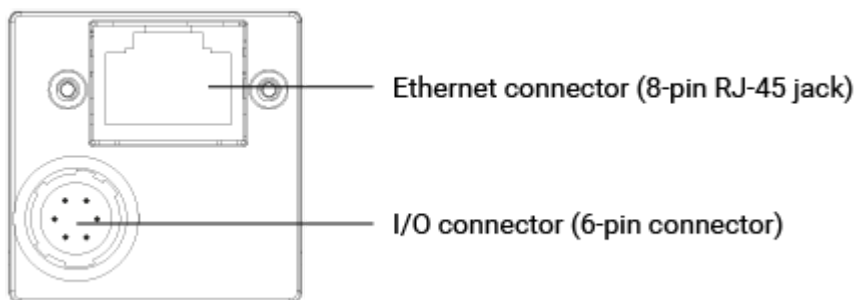 Ethernet connector (8-pin RJ-45 jack)
I/O connector (6-pin connector)